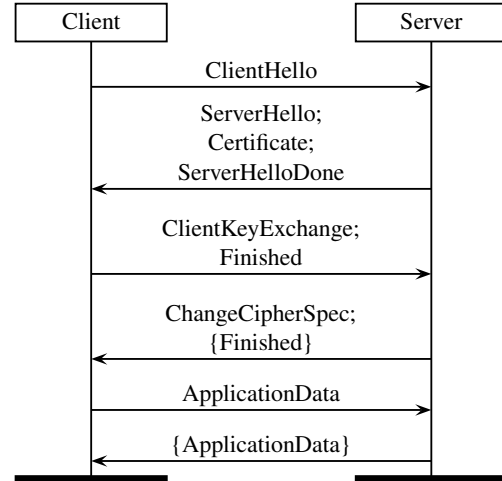 Client
Server
ClientHello
ServerHello;
Certificate;
ServerHelloDone
ClientKeyExchange;
Finished
ChangeCipherSpec;
{Finished}
ApplicationData
{ApplicationData}